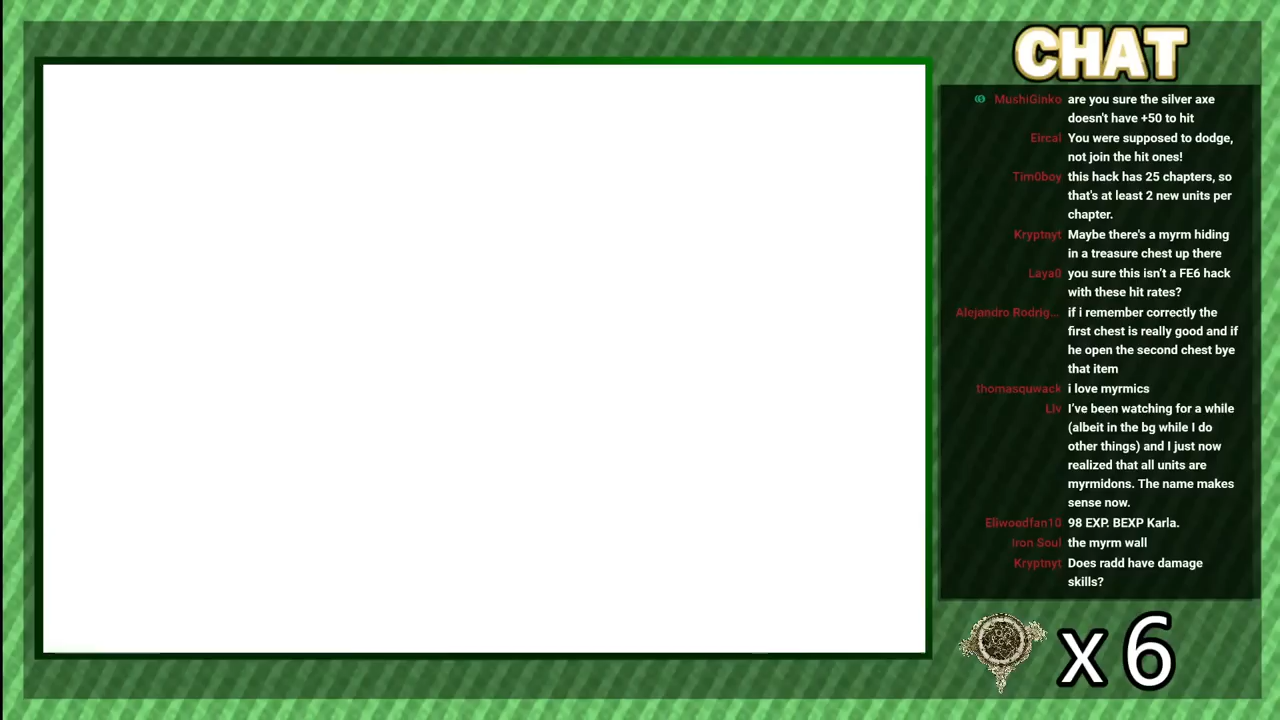 CHAT
MushiGinko are you sure the silver axe
doesn't have +50 to hit
Eircal You were supposed to dodge,
not join the hit ones!
Tim0boy this hack has 25 chapters, so
that's at least 2 new units per
chapter.
Kryptnyt Maybe there's a myrm hiding
in a treasure chest up there
Laya0 you sure this isn't a FE6 hack
with these hit rates?
Alejandro Rodrig... if i remember correctly the
first chest is really good and if
he open the second chest bye
that item
thomasquwack i love myrmics
Liv I've been watching for a while
(albeit in the bg while I do
other things) and I just now
realized that all units are
myrmidons. The name makes
sense now.
Eliwoodfan10 98 EXP. BEXP Karla.
Iron Soul the myrm wall
Kryptnyt Does radd have damage
skills?
x 6